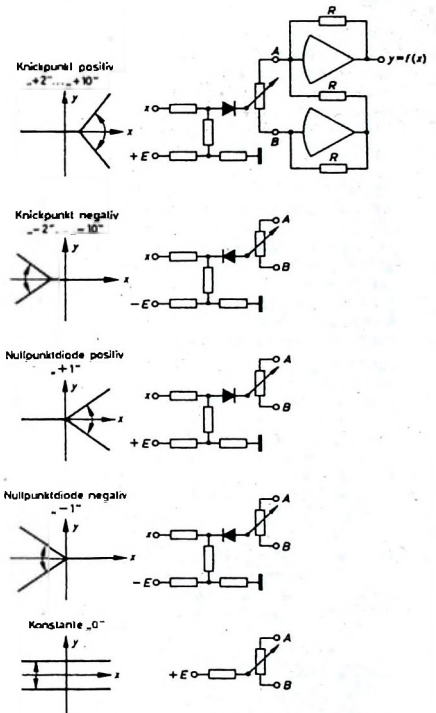 Knickpunkt positiv
„+2"...„+10"
y
x
x
+E
A
B
R
R
R
y=f(x)
Knickpunkt negativ
„-2"...„-10"
y
x
x
-E
A
B
Nullpunktdiode positiv
„+1"
y
x
x
+E
A
B
Nullpunktdiode negativ
„-1"
y
x
x
-E
A
B
Konstante „0"
y
x
+E
A
B